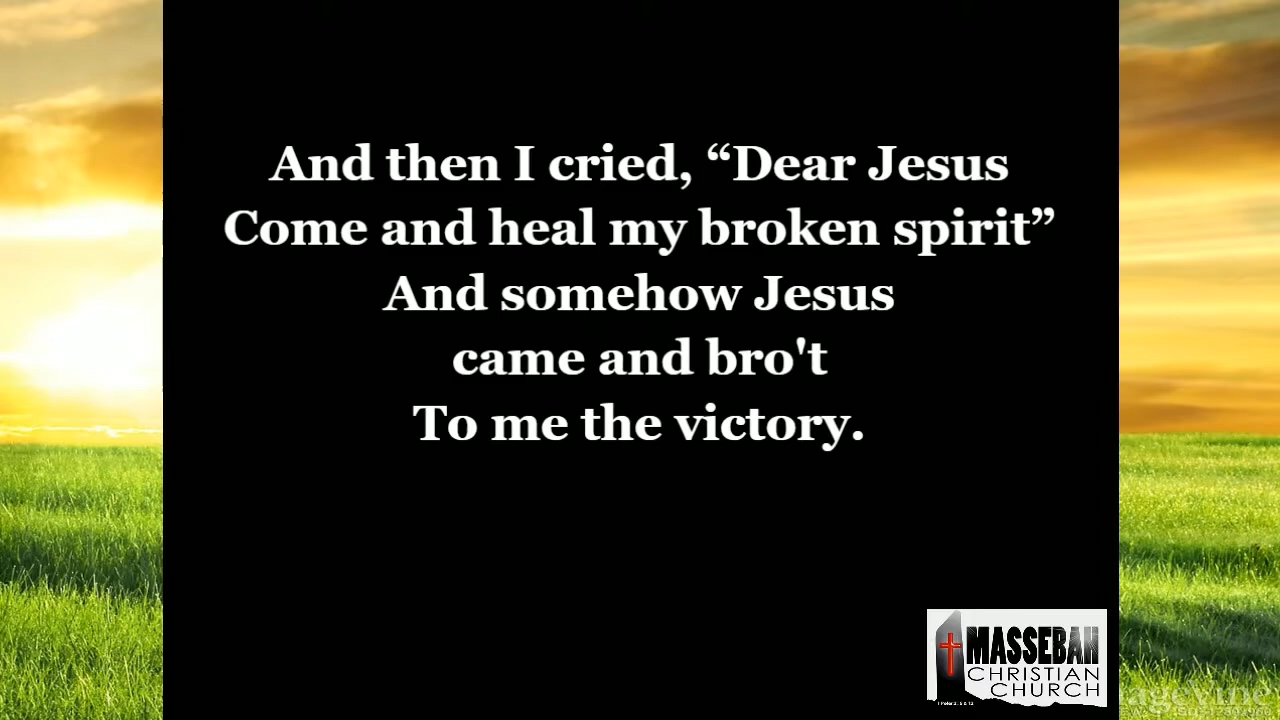 And then I cried, “Dear Jesus
Come and heal my broken spirit”
And somehow Jesus
came and bro't
To me the victory.
MASSEBAH
CHRISTIAN
CHURCH